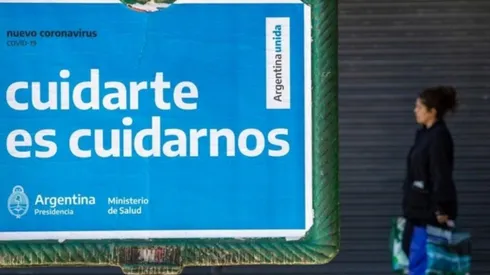 nuevo coronavirus
COVID-19
Argentina unida
cuidarte
es cuidarnos
Argentina
Presidencia
Ministerio
de Salud